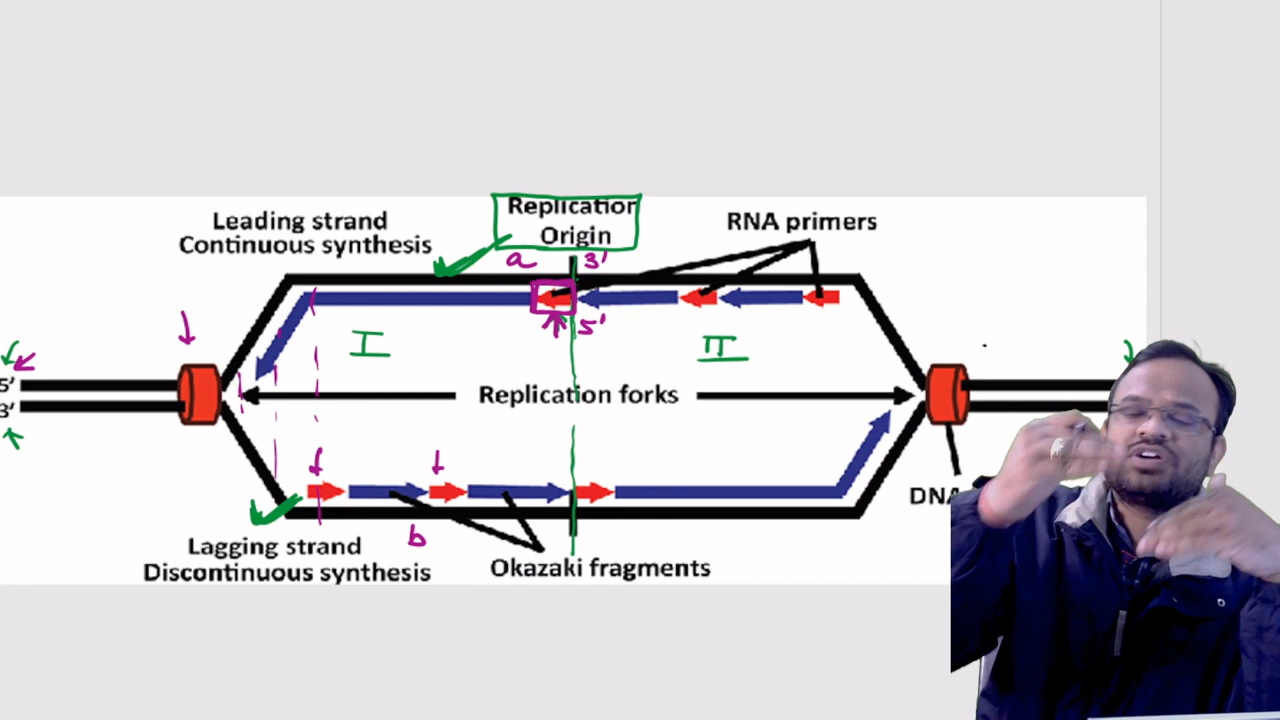 Leading strand
Continuous synthesis
Replication
Origin
RNA primers
a
3'
5'
I
II
5'
3'
Replication forks
DNA
b
Lagging strand
Discontinuous synthesis
Okazaki fragments